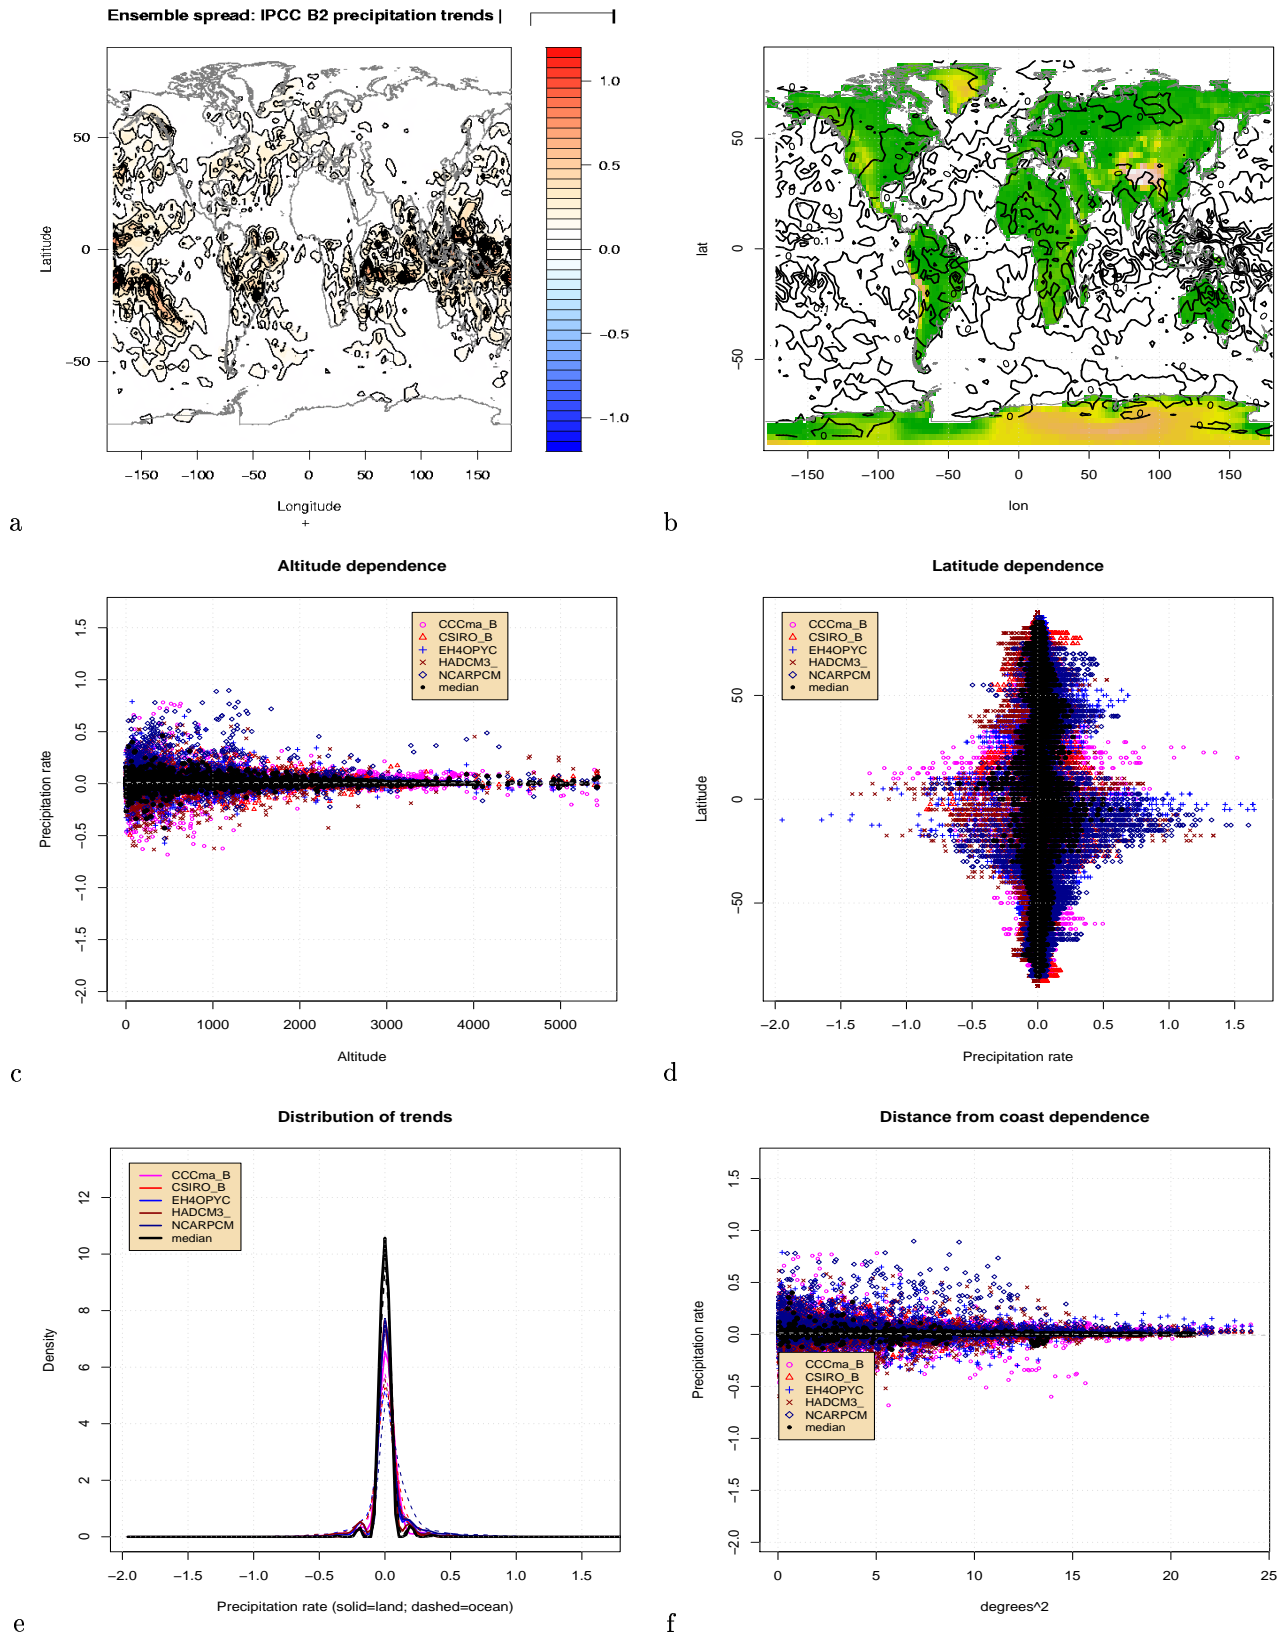 Ensemble spread: IPCC B2 precipitation trends |
Latitude
50
0
−50
−150
−100
−50
0
50
100
150
Longitude
+
1.0
0.5
0.0
−0.5
−1.0
0.1
a
lat
50
0
−50
−150
−100
−50
0
50
100
150
lon
0.1
0
b
Altitude dependence
Precipitation rate
1.5
1.0
0.5
0.0
−0.5
−1.0
−1.5
−2.0
CCCma_B
CSIRO_B
EH4OPYC
HADCM3_
NCARPCM
median
0
1000
2000
3000
4000
5000
Altitude
c
Latitude dependence
Latitude
50
0
−50
CCCma_B
CSIRO_B
EH4OPYC
HADCM3_
NCARPCM
median
−2.0
−1.5
−1.0
−0.5
0.0
0.5
1.0
1.5
Precipitation rate
d
Distribution of trends
Density
12
10
8
6
4
2
0
CCCma_B
CSIRO_B
EH4OPYC
HADCM3_
NCARPCM
median
−2.0
−1.5
−1.0
−0.5
0.0
0.5
1.0
1.5
Precipitation rate (solid=land; dashed=ocean)
e
Distance from coast dependence
Precipitation rate
1.5
1.0
0.5
0.0
−0.5
−1.0
−1.5
−2.0
CCCma_B
CSIRO_B
EH4OPYC
HADCM3_
NCARPCM
median
0
5
10
15
20
25
degrees^2
f